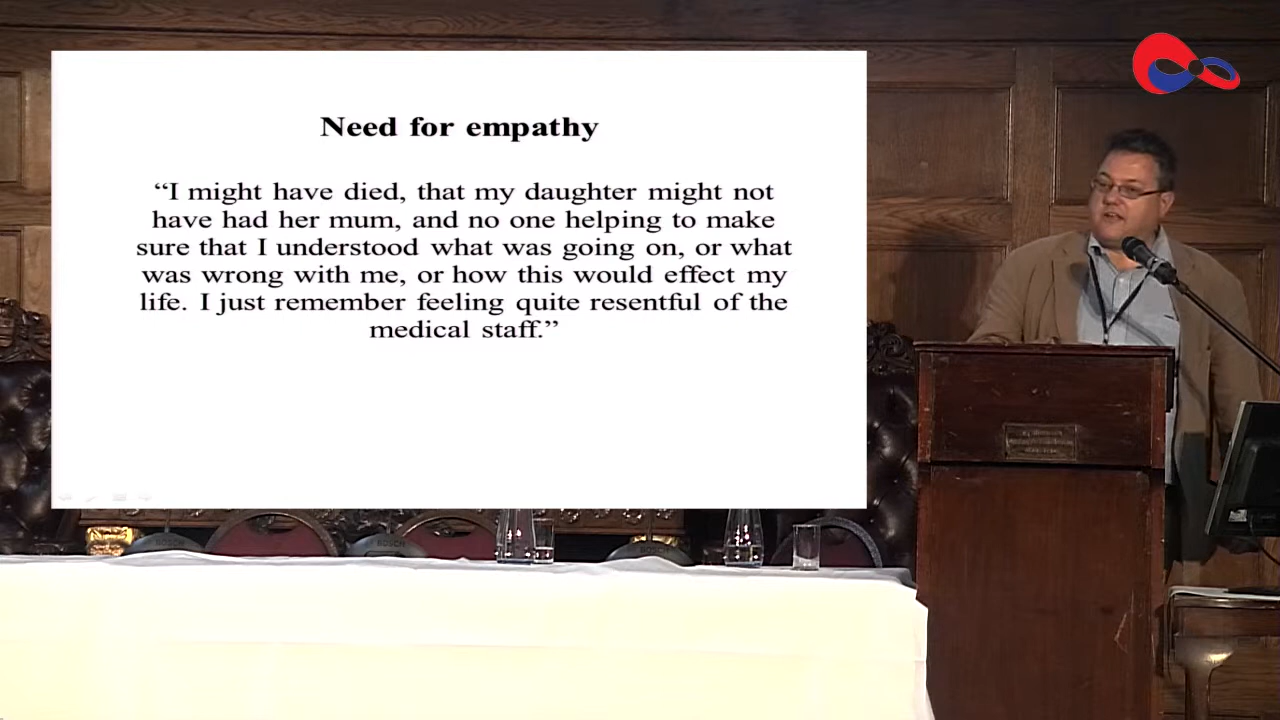 Need for empathy
“I might have died, that my daughter might not
have had her mum, and no one helping to make
sure that I understood what was going on, or what
was wrong with me, or how this would effect my
life. I just remember feeling quite resentful of the
medical staff.”